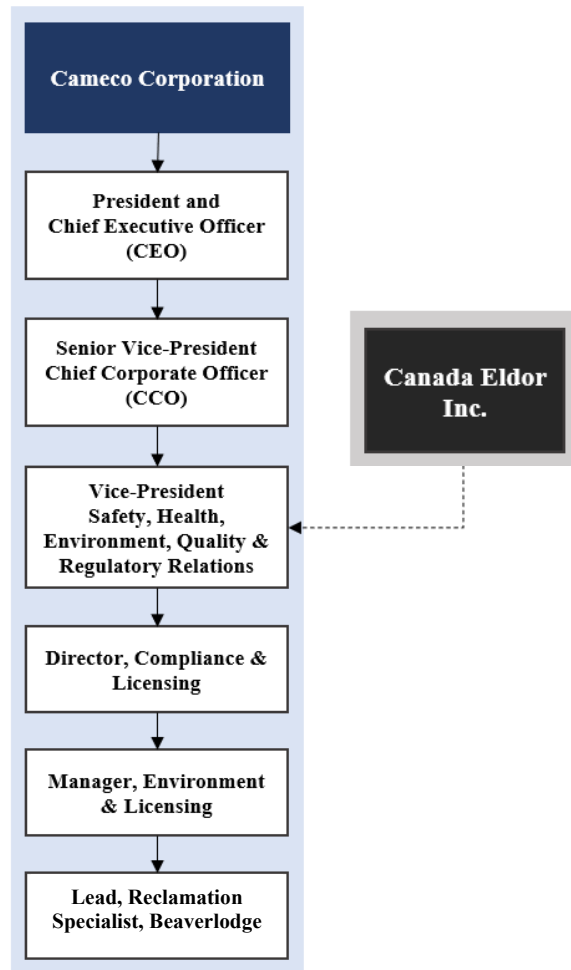 Cameco Corporation
President and
Chief Executive Officer
(CEO)
Senior Vice-President
Chief Corporate Officer
(CCO)
Canada Eldor
Inc.
Vice-President
Safety, Health,
Environment, Quality &
Regulatory Relations
Director, Compliance &
Licensing
Manager, Environment
& Licensing
Lead, Reclamation
Specialist, Beaverlodge